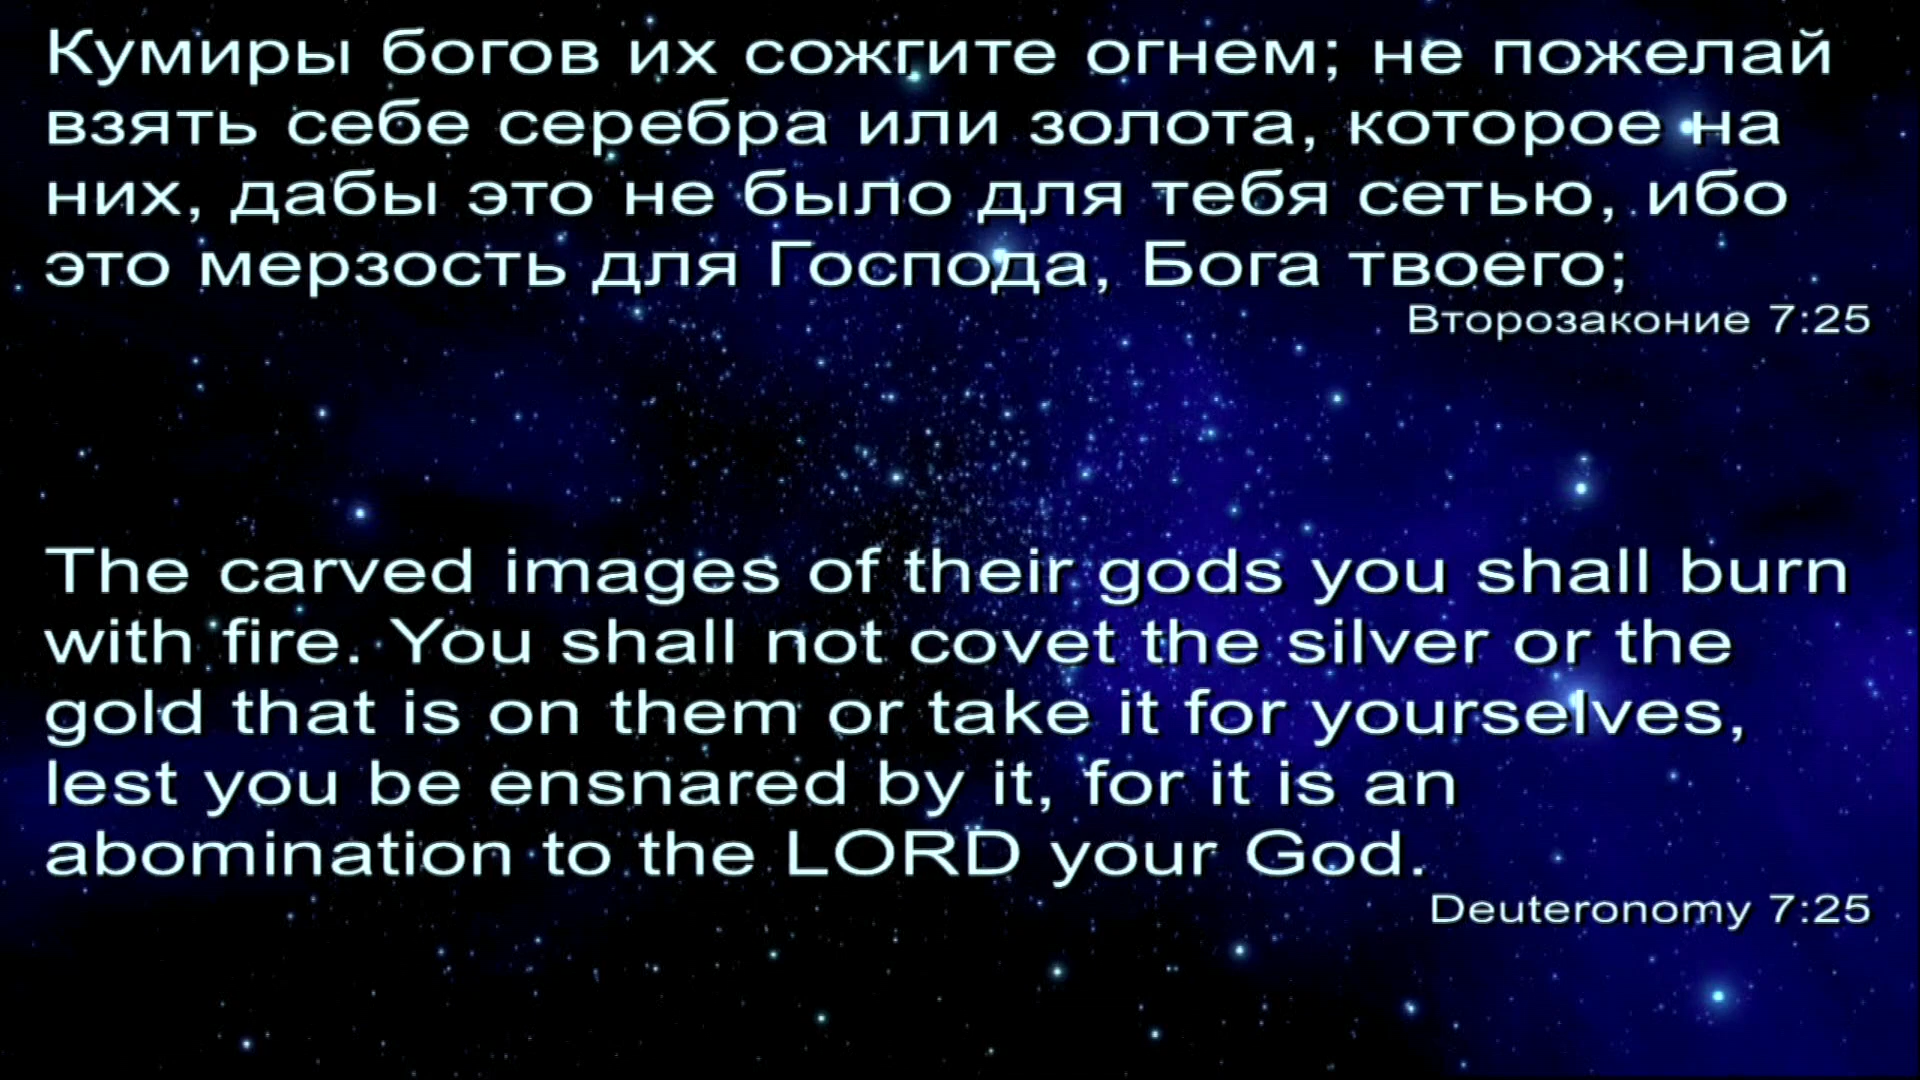 Кумиры богов их сожгите огнем; не пожелай
взять себе серебра или золота, которое на
них, дабы это не было для тебя сетью, ибо
это мерзость для Господа, Бога твоего;
Второзаконие 7:25
The carved images of their gods you shall burn
with fire. You shall not covet the silver or the
gold that is on them or take it for yourselves,
lest you be ensnared by it, for it is an
abomination to the LORD your God.
Deuteronomy 7:25